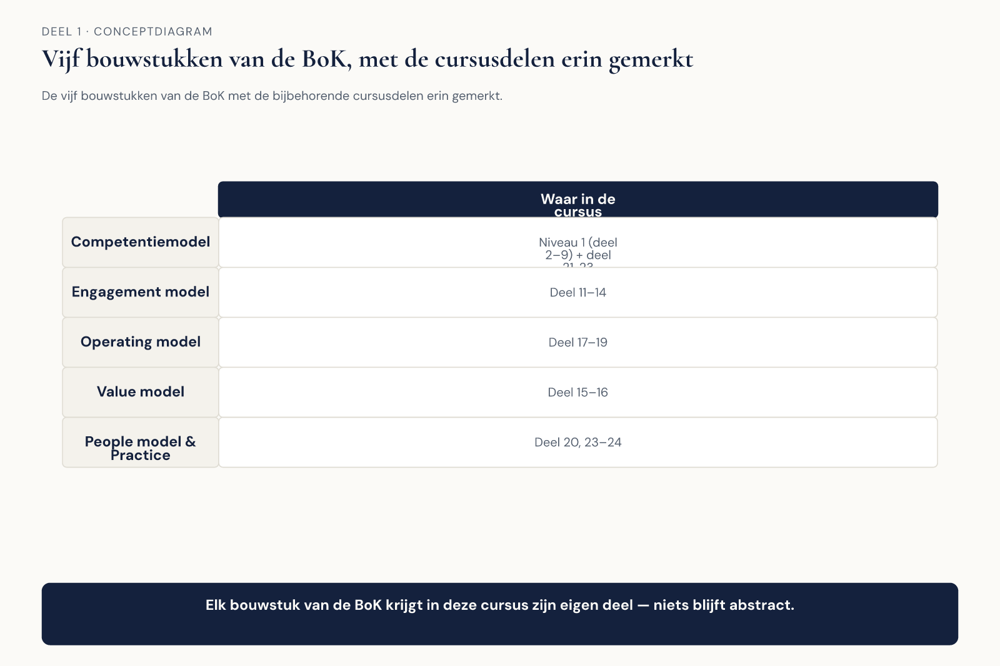 DEEL 1 · CONCEPTDIAGRAM
Vijf bouwstukken van de BoK, met de cursusdelen erin gemerkt
De vijf bouwstukken van de BoK met de bijbehorende cursusdelen erin gemerkt.
Waar in de
cursus
Competentiemodel
Niveau 1 (deel
2–9) + deel
Engagement model
Deel 11–14
Operating model
Deel 17–19
Value model
Deel 15–16
People model &
Practice
Deel 20, 23–24
Elk bouwstuk van de BoK krijgt in deze cursus zijn eigen deel — niets blijft abstract.